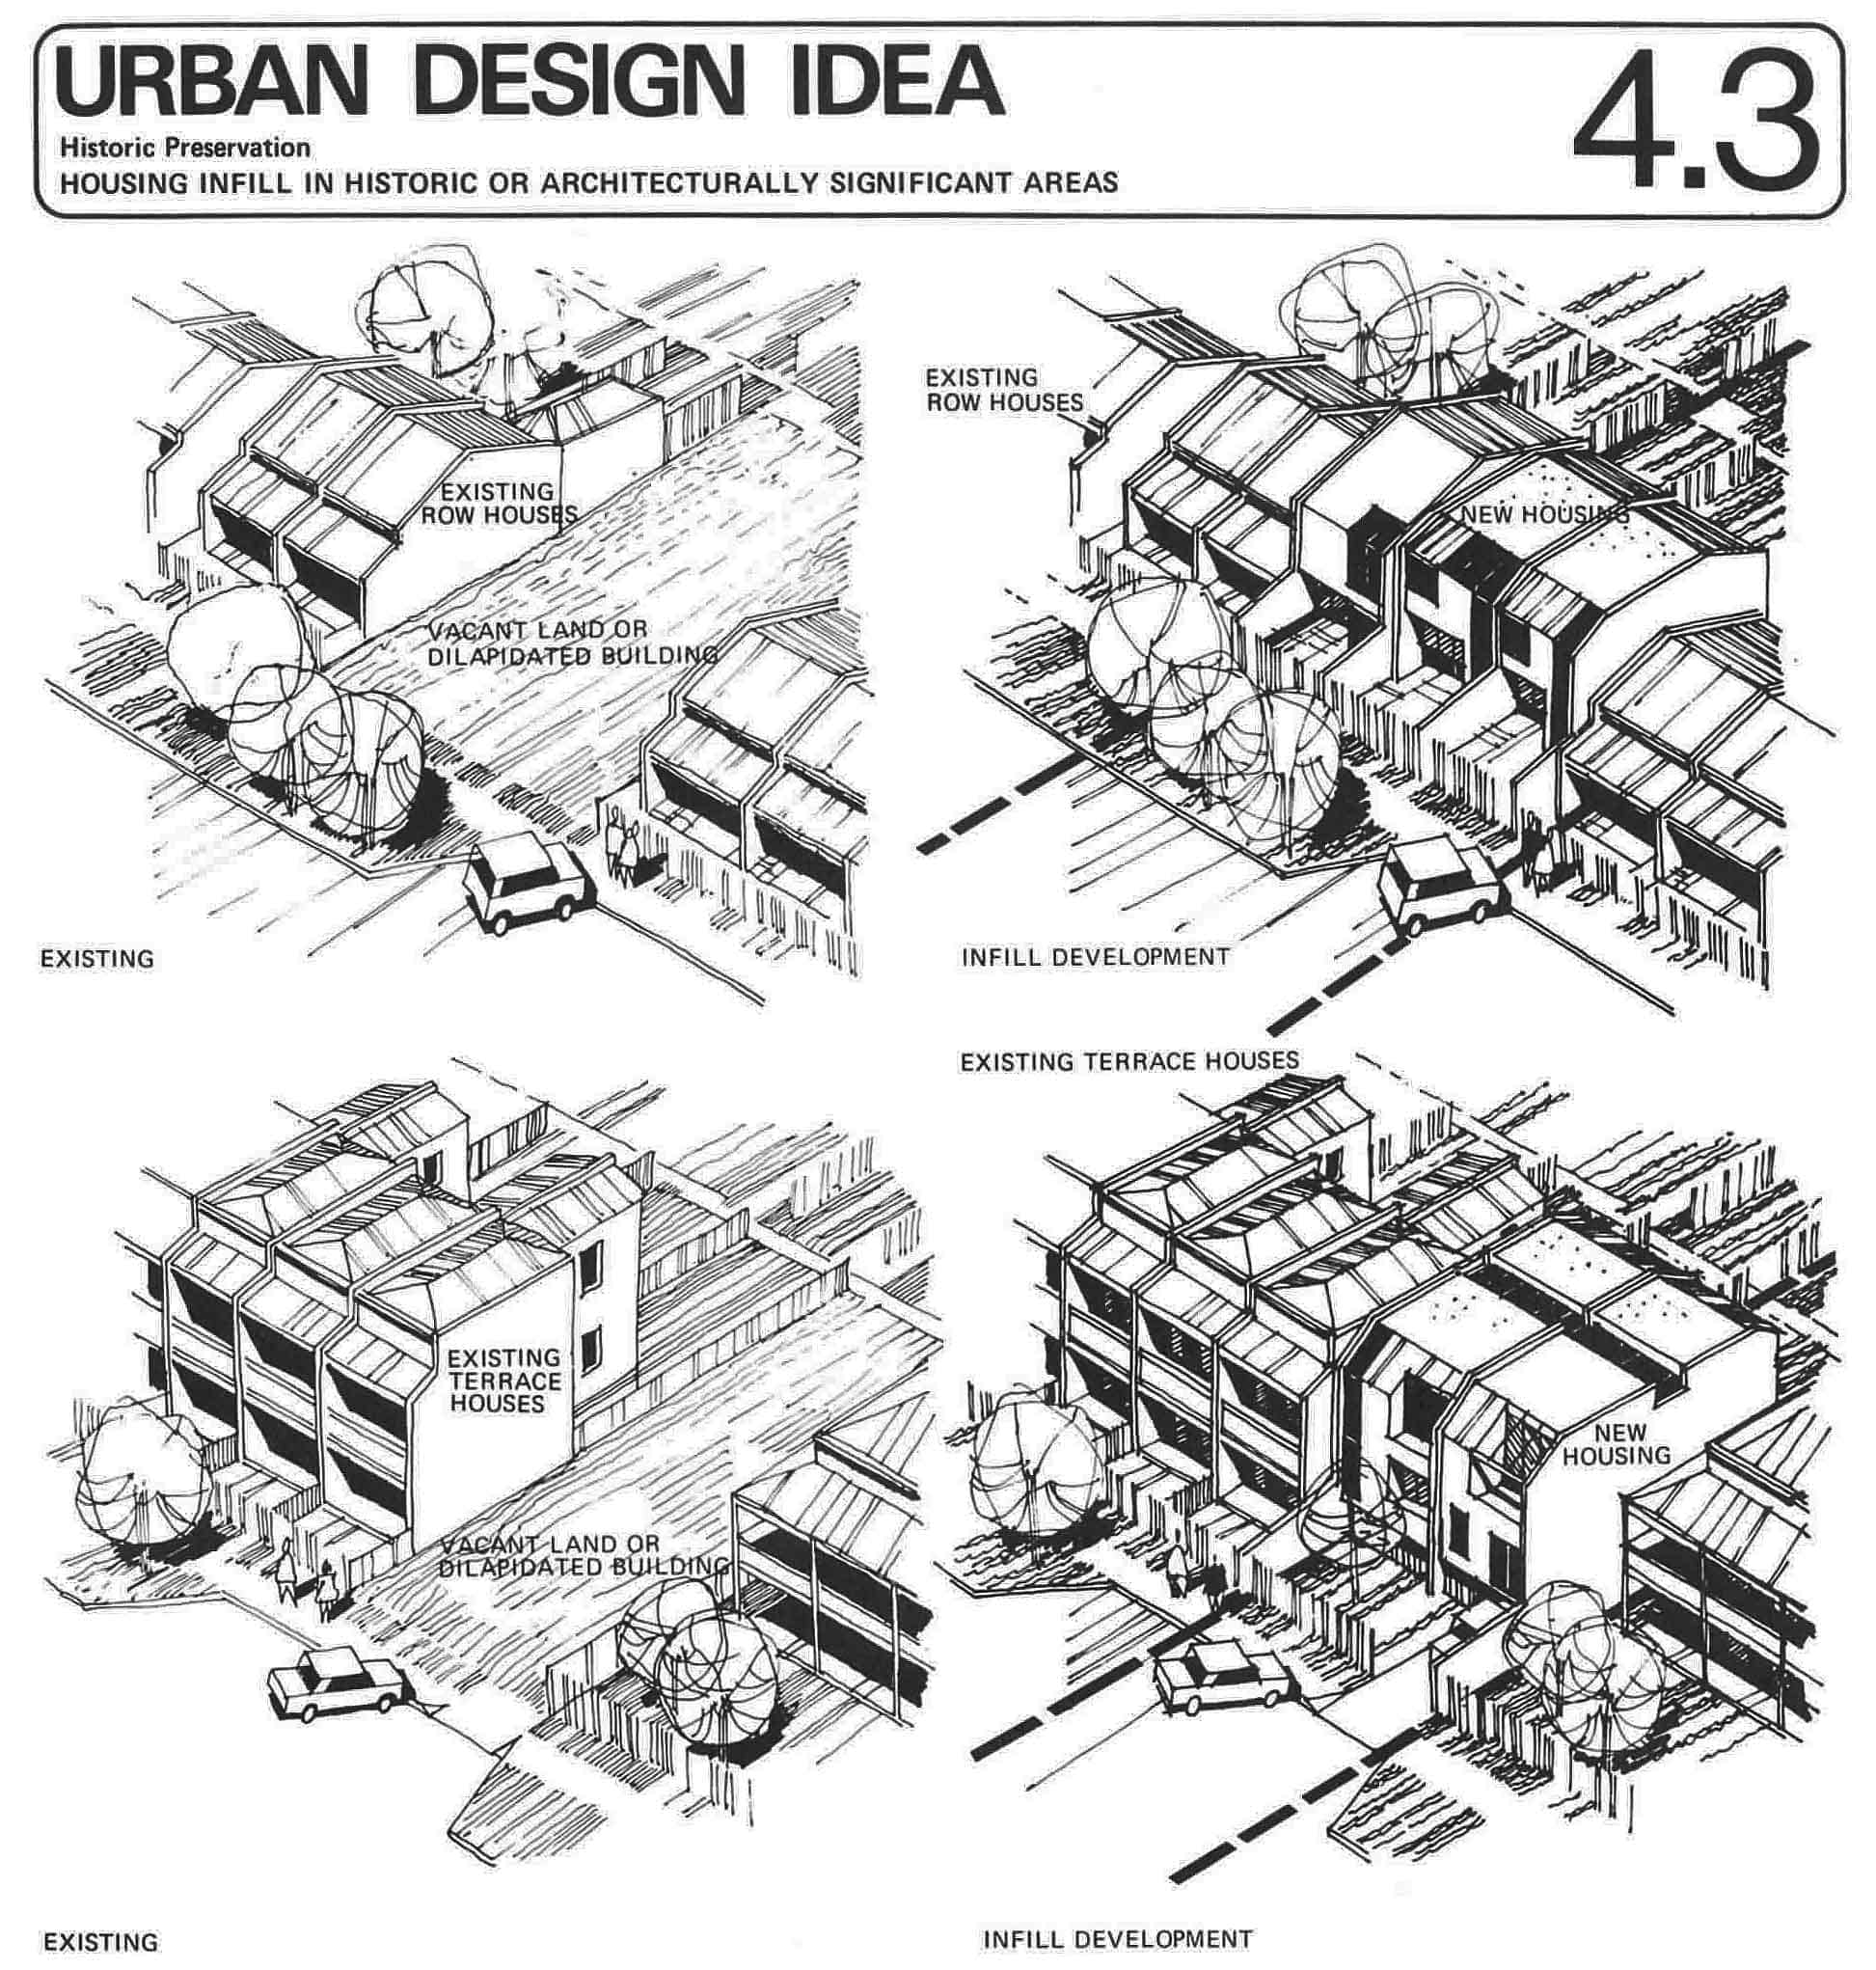 URBAN DESIGN IDEA
4.3
Historic Preservation
HOUSING INFILL IN HISTORIC OR ARCHITECTURALLY SIGNIFICANT AREAS
EXISTING
ROW HOUSES
VACANT LAND OR
DILAPIDATED BUILDING
EXISTING
EXISTING
ROW HOUSES
NEW HOUSING
INFILL DEVELOPMENT
EXISTING
TERRACE
HOUSES
VACANT LAND OR
DILAPIDATED BUILDING
EXISTING
EXISTING TERRACE HOUSES
NEW
HOUSING
INFILL DEVELOPMENT